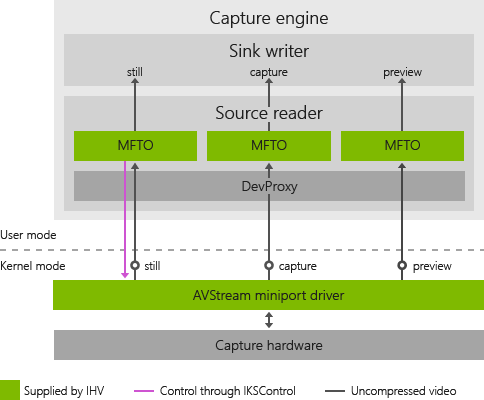 Capture engine
Sink writer
still capture preview
Source reader
MFTO MFTO MFTO
DevProxy
User mode
Kernel mode still capture preview
AVStream miniport driver
Capture hardware
Supplied by IHV Control through IKSControl Uncompressed video